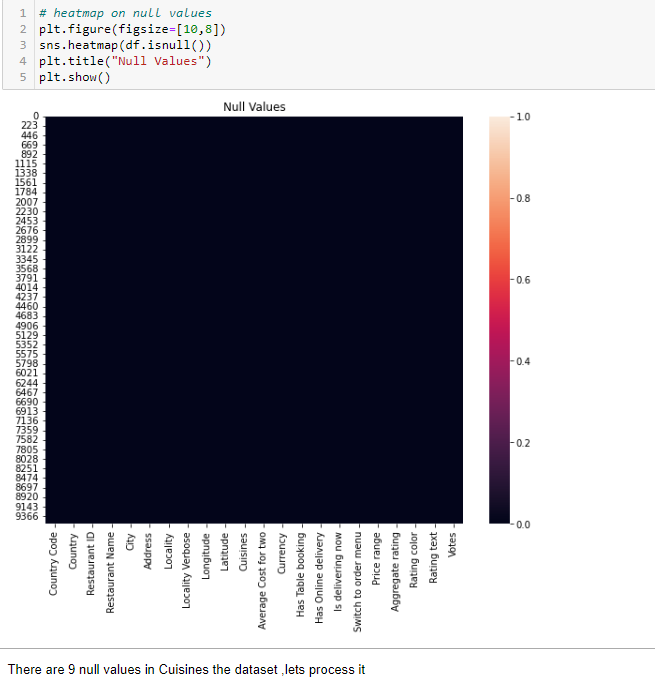 1 # heatmap on null values
2 plt.figure(figsize=[10,8])
3 sns.heatmap(df.isnull())
4 plt.title("Null Values")
5 plt.show()
Null Values
0
223
446
669
892
1115
1338
1561
1784
2007
2230
2453
2676
2899
3122
3345
3568
3791
4014
4237
4460
4683
4906
5129
5352
5575
5798
6021
6244
6467
6690
6913
7136
7359
7582
7805
8028
8251
8474
8697
8920
9143
9366
1.0
0.8
0.6
0.4
0.2
0.0
Country Code
Country
Restaurant ID
Restaurant Name
City
Address
Locality
Locality Verbose
Longitude
Latitude
Cuisines
Average Cost for two
Currency
Has Table booking
Has Online delivery
Is delivering now
Switch to order menu
Price range
Aggregate rating
Rating color
Rating text
Votes
There are 9 null values in Cuisines the dataset ,lets process it